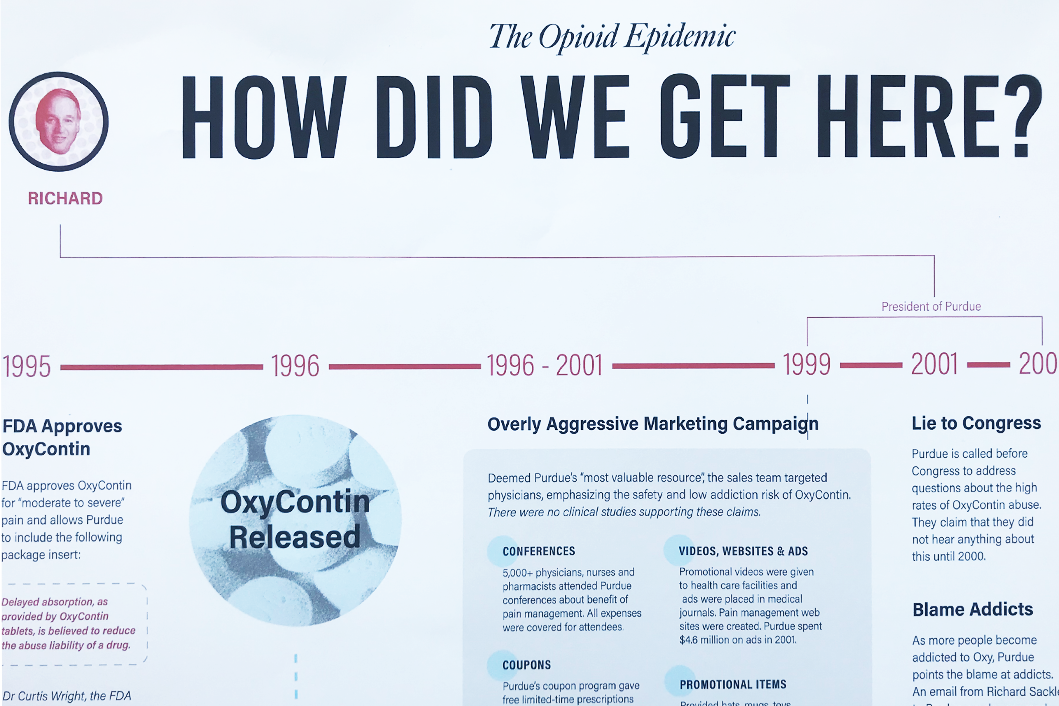 The Opioid Epidemic
HOW DID WE GET HERE?
RICHARD
President of Purdue
1995
1996
1996 - 2001
1999
2001
200
FDA Approves
OxyContin
FDA approves OxyContin
for "moderate to severe"
pain and allows Purdue
to include the following
package insert:
Delayed absorption, as
provided by OxyContin
tablets, is believed to reduce
the abuse liability of a drug.
Dr Curtis Wright, the FDA
OxyContin
Released
Overly Aggressive Marketing Campaign
Deemed Purdue's "most valuable resource", the sales team targeted
physicians, emphasizing the safety and low addiction risk of OxyContin.
There were no clinical studies supporting these claims.
CONFERENCES
5,000+ physicians, nurses and
pharmacists attended Purdue
conferences about benefit of
pain management. All expenses
were covered for attendees.
COUPONS
Purdue's coupon program gave
free limited-time prescriptions
VIDEOS, WEBSITES & ADS
Promotional videos were given
to health care facilities and
ads were placed in medical
journals. Pain management web
sites were created. Purdue spent
$4.6 million on ads in 2001.
PROMOTIONAL ITEMS
Provided hats, mugs, toys,
Lie to Congress
Purdue is called before
Congress to address
questions about the high
rates of OxyContin abuse.
They claim that they did
not hear anything about
this until 2000.
Blame Addicts
As more people become
addicted to Oxy, Purdue
points the blame at addicts.
An email from Richard Sackle